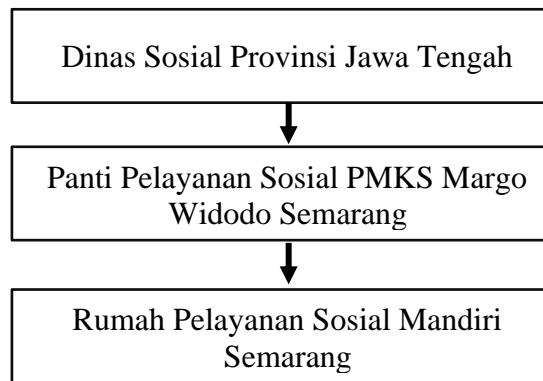 Dinas Sosial Provinsi Jawa Tengah
Panti Pelayanan Sosial PMKS Margo
Widodo Semarang
Rumah Pelayanan Sosial Mandiri
Semarang